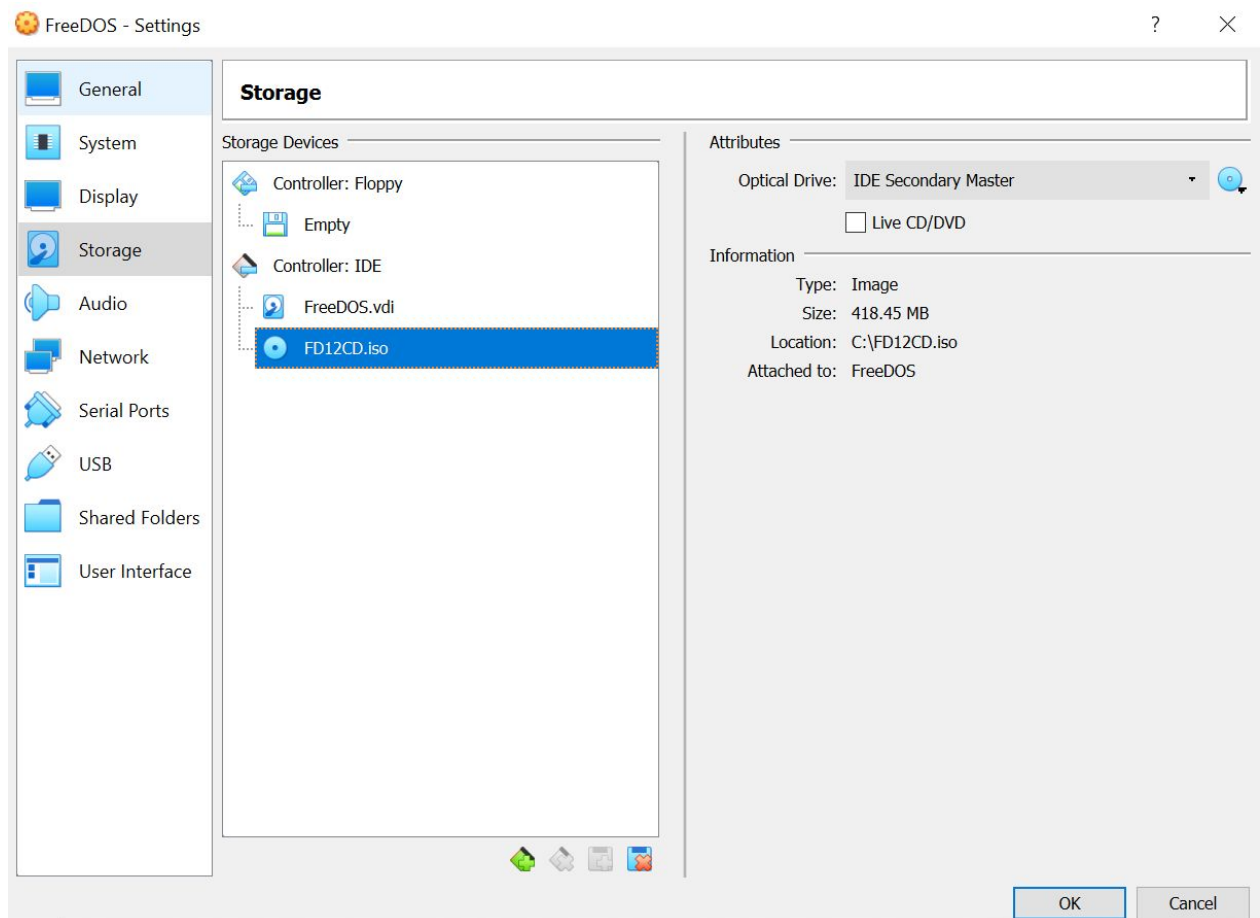 FreeDOS - Settings
?
General
System
Display
Storage
Audio
Network
Serial Ports
USB
Shared Folders
User Interface
Storage
Storage Devices
Controller: Floppy
Empty
Controller: IDE
FreeDOS.vdi
FD12CD.iso
Attributes
Optical Drive: IDE Secondary Master
Live CD/DVD
Information
Type: Image
Size: 418.45 MB
Location: C:\FD12CD.iso
Attached to: FreeDOS
OK Cancel